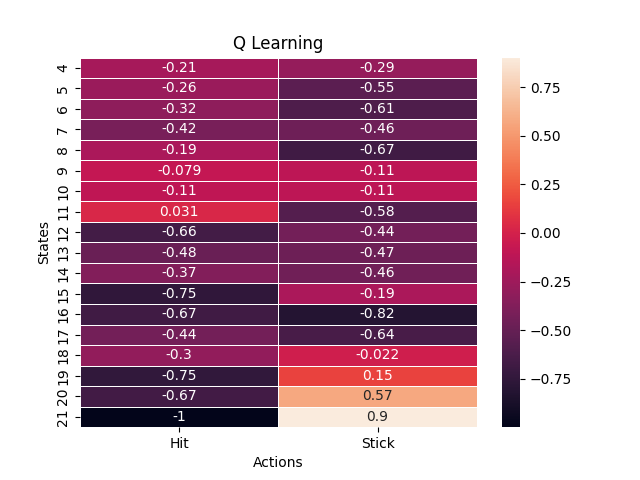 Q Learning
4 -0.21 -0.29
5 -0.26 -0.55
6 -0.32 -0.61
7 -0.42 -0.46
8 -0.19 -0.67
9 -0.079 -0.11
10 -0.11 -0.11
11 0.031 -0.58
12 -0.66 -0.44
13 -0.48 -0.47
14 -0.37 -0.46
15 -0.75 -0.19
16 -0.67 -0.82
17 -0.44 -0.64
18 -0.3 -0.022
19 -0.75 0.15
20 -0.67 0.57
21 -1 0.9
States
Hit Stick
Actions
0.75
0.50
0.25
0.00
−0.25
−0.50
−0.75